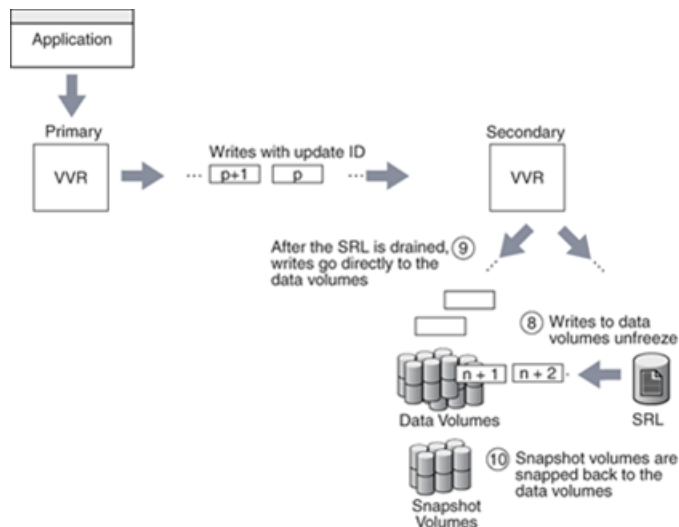 Application
Primary
VVR
Writes with update ID
... p+1 p ...
Secondary
VVR
After the SRL is drained, 9
writes go directly to the
data volumes
8 Writes to data
volumes unfreeze
n + 1 n + 2
Data Volumes
SRL
10 Snapshot volumes are
snapped back to the
data volumes
Snapshot
Volumes